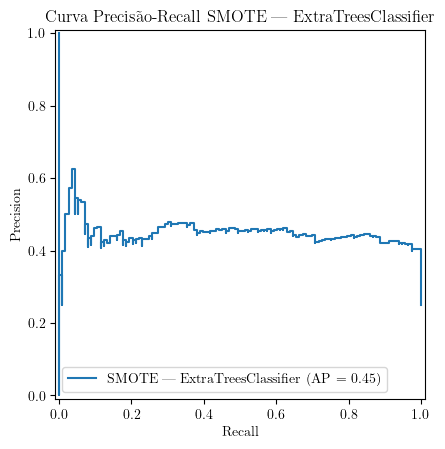 Curva Precisão-Recall SMOTE — ExtraTreesClassifier
1.0
0.8
0.6
0.4
0.2
0.0
Precision
SMOTE — ExtraTreesClassifier (AP = 0.45)
0.0 0.2 0.4 0.6 0.8 1.0
Recall